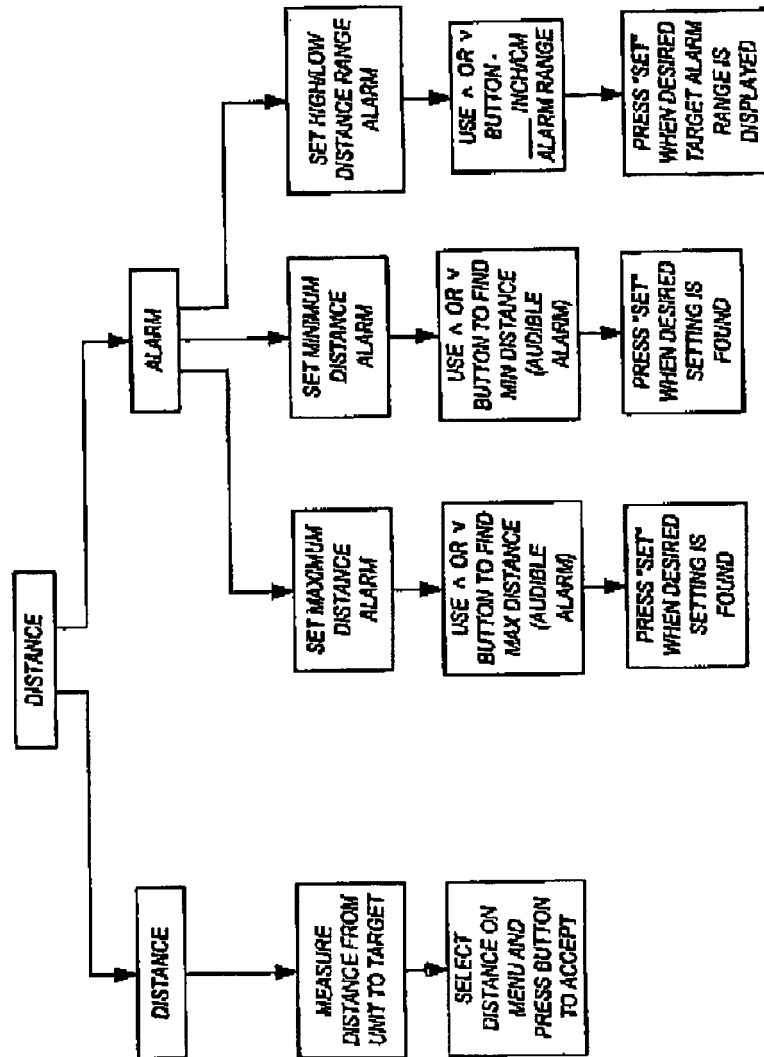 DISTANCE
DISTANCE
ALARM
MEASURE
DISTANCE FROM
UNIT TO TARGET
SET MAXIMUM
DISTANCE
ALARM
SET MINIMUM
DISTANCE
ALARM
SET HIGH/LOW
DISTANCE RANGE
ALARM
SELECT
DISTANCE ON
MENU AND
PRESS BUTTON
TO ACCEPT
USE ∧ OR ∨
BUTTON TO FIND
MAX DISTANCE
(AUDIBLE
ALARM)
USE ∧ OR ∨
BUTTON TO FIND
MIN DISTANCE
(AUDIBLE
ALARM)
USE ∧ OR ∨
BUTTON -
__ INCH/CM
ALARM RANGE
PRESS "SET"
WHEN DESIRED
SETTING IS
FOUND
PRESS "SET"
WHEN DESIRED
SETTING IS
FOUND
PRESS "SET"
WHEN DESIRED
TARGET ALARM
RANGE IS
DISPLAYED